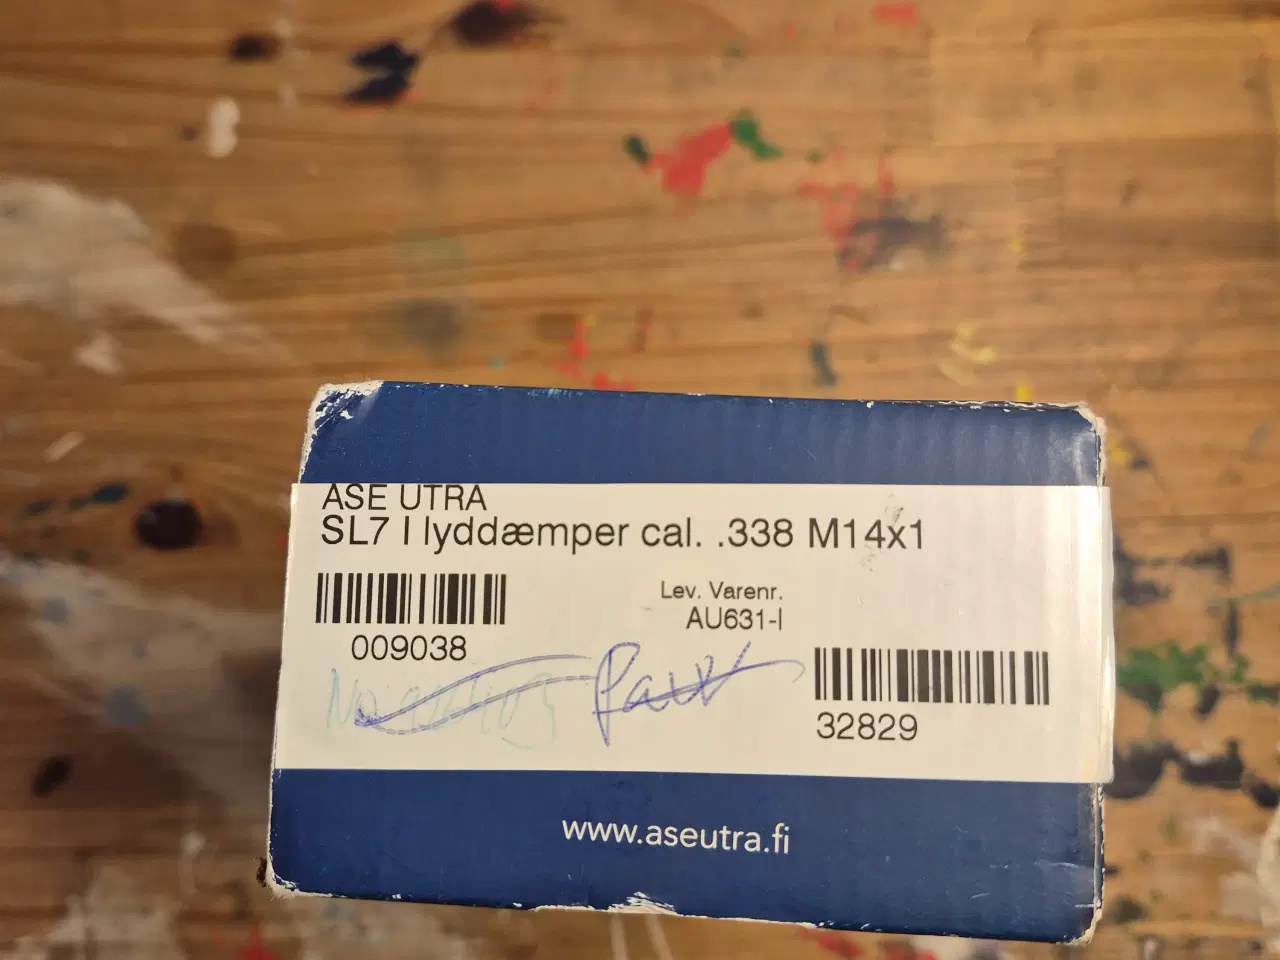 ASE UTRA
SL7 I lyddæmper cal. .338 M14x1
Lev. Varenr.
AU631-I
009038
32829
www.aseutra.fi